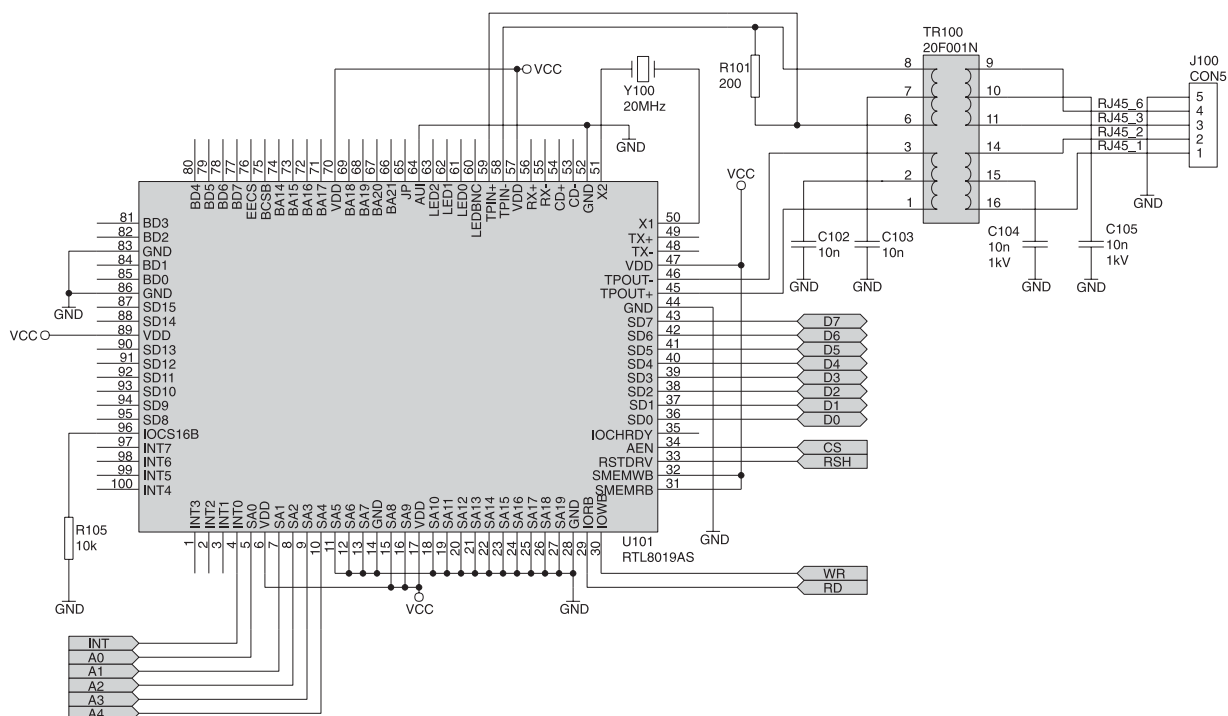 TR100
20F001N
J100
CON5
VCC
Y100
20MHz
R101
200
8
7
6
3
2
1
9
10
11
14
15
16
RJ45_6
RJ45_3
RJ45_2
RJ45_1
5
4
3
2
1
GND
GND
VCC
C102
10n
C103
10n
C104
10n
1kV
C105
10n
1kV
GND
GND
GND
GND
80 BD4
79 BD5
78 BD6
77 BD7
76 EECS
75 BCSB
74 BA14
73 BA15
72 BA16
71 BA17
70 VDD
69 BA18
68 BA19
67 BA20
66 BA21
65 JP
64 AUI
63 LED2
62 LED1
61 LED0
60 LEDBNC
59 TPIN+
58 TPIN-
57 VDD
56 RX+
55 RX-
54 CD+
53 CD-
52 GND
51 X2
81 BD3
82 BD2
83 GND
84 BD1
85 BD0
86 GND
87 SD15
88 SD14
89 VDD
90 SD13
91 SD12
92 SD11
93 SD10
94 SD9
95 SD8
96 IOCS16B
97 INT7
98 INT6
99 INT5
100 INT4
GND
VCC
X1 50
TX+ 49
TX- 48
VDD 47
TPOUT- 46
TPOUT+ 45
GND 44
SD7 43
SD6 42
SD5 41
SD4 40
SD3 39
SD2 38
SD1 37
SD0 36
IOCHRDY 35
AEN 34
RSTDRV 33
SMEMWB 32
SMEMRB 31
D7
D6
D5
D4
D3
D2
D1
D0
CS
RSH
INT3 1
INT2 2
INT1 3
INT0 4
SA0 5
VDD 6
SA1 7
SA2 8
SA3 9
SA4 10
SA5 11
SA6 12
SA7 13
GND 14
SA8 15
SA9 16
VDD 17
SA10 18
SA11 19
SA12 20
SA13 21
SA14 22
SA15 23
SA16 24
SA17 25
SA18 26
SA19 27
GND 28
IORB 29
IOWB 30
U101
RTL8019AS
GND
R105
10k
GND
VCC
GND
WR
RD
INT
A0
A1
A2
A3
A4